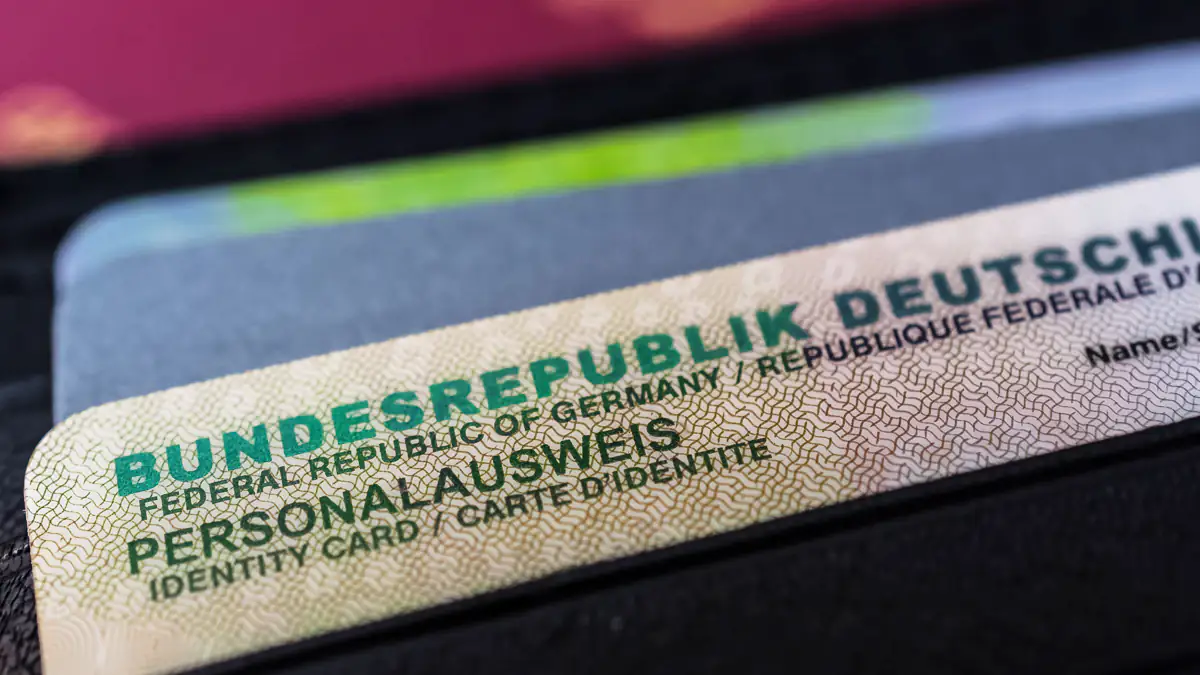 BUNDESREPUBLIK DEUTSCHL
FEDERAL REPUBLIC OF GERMANY / REPUBLIQUE FEDERALE D'A
Name/S
PERSONALAUSWEIS
IDENTITY CARD / CARTE D'IDENTITE